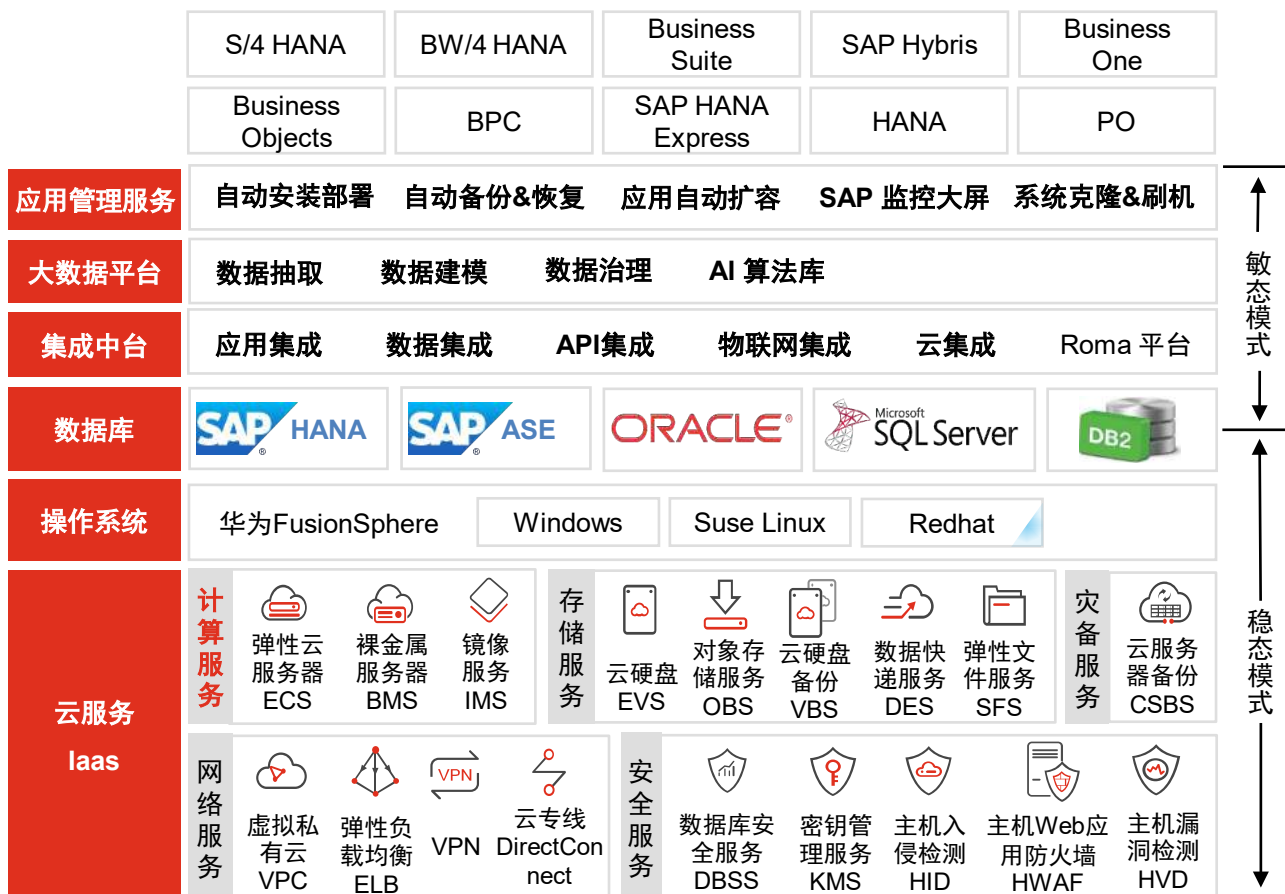 S/4 HANA
BW/4 HANA
Business
Suite
SAP Hybris
Business
One
Business
Objects
BPC
SAP HANA
Express
HANA
PO
应用管理服务
自动安装部署
自动备份&恢复
应用自动扩容
SAP 监控大屏
系统克隆&刷机
大数据平台
数据抽取
数据建模
数据治理
AI 算法库
集成中台
应用集成
数据集成
API集成
物联网集成
云集成
Roma 平台
敏态模式
数据库
SAP HANA
®
SAP ASE
®
ORACLE®
Microsoft
SQL Server
DB2
操作系统
华为FusionSphere
Windows
Suse Linux
Redhat
云服务
Iaas
计算服务
弹性云
服务器
ECS
裸金属
服务器
BMS
镜像
服务
IMS
存储服务
云硬盘
EVS
对象存
储服务
OBS
云硬盘
备份
VBS
数据快
递服务
DES
弹性文
件服务
SFS
灾备服务
云服务
器备份
CSBS
稳态模式
网络服务
虚拟私
有云
VPC
弹性负
载均衡
ELB
VPN
VPN
云专线
DirectCon
nect
安全服务
数据库安
全服务
DBSS
密钥管
理服务
KMS
主机入
侵检测
HID
主机Web应
用防火墙
HWAF
主机漏
洞检测
HVD